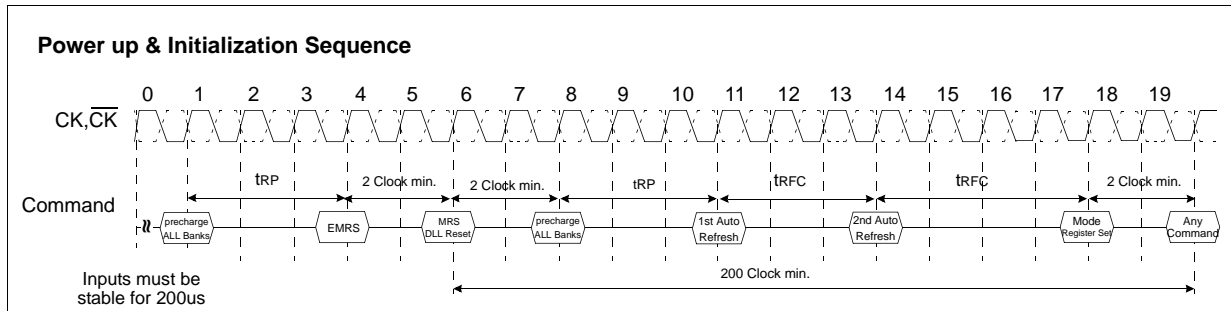 Power up & Initialization Sequence
0 1 2 3 4 5 6 7 8 9 10 11 12 13 14 15 16 17 18 19
CK,CK
tRP 2 Clock min. 2 Clock min. tRP tRFC tRFC 2 Clock min.
Command
precharge
ALL Banks
EMRS
MRS
DLL Reset
precharge
ALL Banks
1st Auto
Refresh
2nd Auto
Refresh
Mode
Register Set
Any
Command
200 Clock min.
Inputs must be
stable for 200us